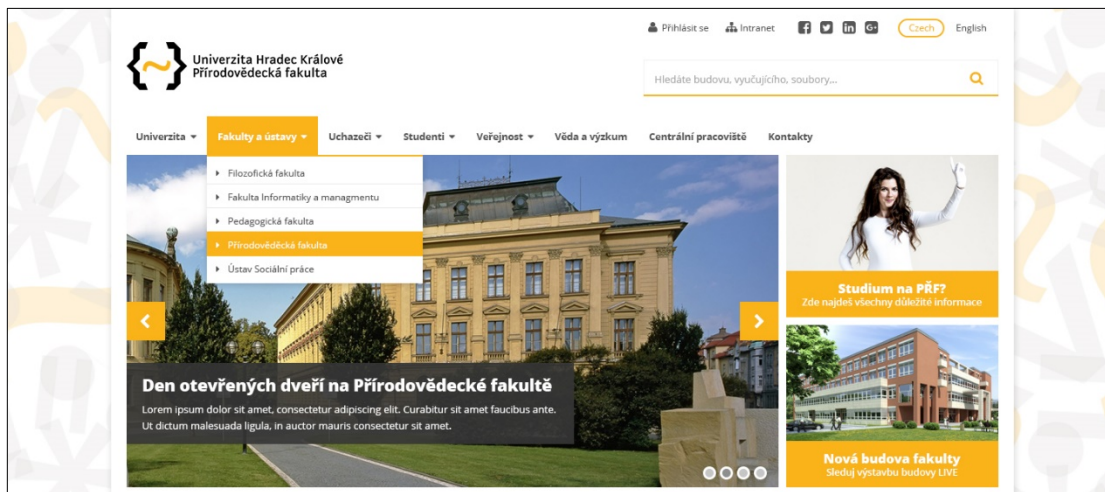 Přihlásit se
Intranet
Czech
English
Univerzita Hradec Králové
Přírodovědecká fakulta
Hledáte budovu, vyučujícího, soubory...
Univerzita
Fakulty a ústavy
Uchazeči
Studenti
Veřejnost
Věda a výzkum
Centrální pracoviště
Kontakty
Filozofická fakulta
Fakulta Informatiky a managmentu
Pedagogická fakulta
Přírodověděcká fakulta
Ústav Sociální práce
Studium na PŘF?
Zde najdeš všechny důležité informace
Den otevřených dveří na Přírodovědecké fakultě
Lorem ipsum dolor sit amet, consectetur adipiscing elit. Curabitur sit amet faucibus ante.
Ut dictum malesuada ligula, in auctor mauris consectetur sit amet.
Nová budova fakulty
Sleduj výstavbu budovy LIVE